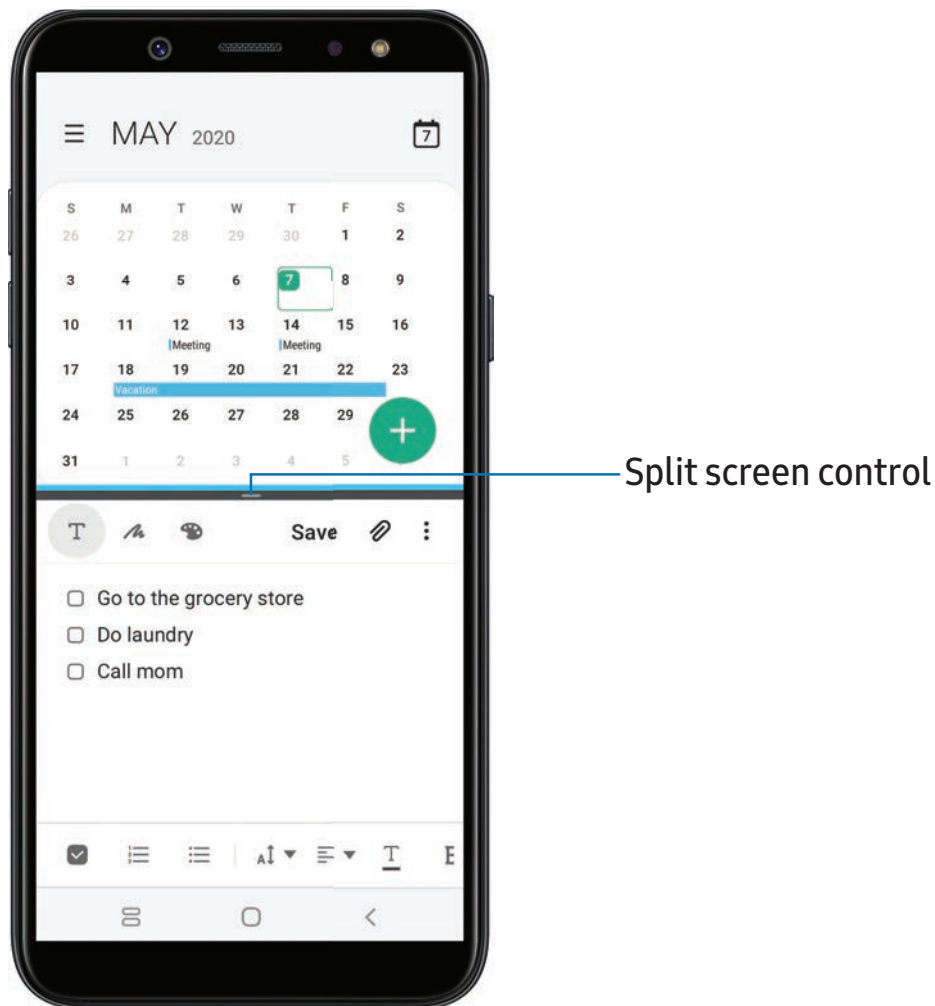 MAY 2020
7
S M T W T F S
26 27 28 29 30 1 2
3 4 5 6 7 8 9
10 11 12 13 14 15 16
Meeting Meeting
17 18 19 20 21 22 23
Vacation
24 25 26 27 28 29
31 1 2 3 4 5
Split screen control
T Save
Go to the grocery store
Do laundry
Call mom
A T